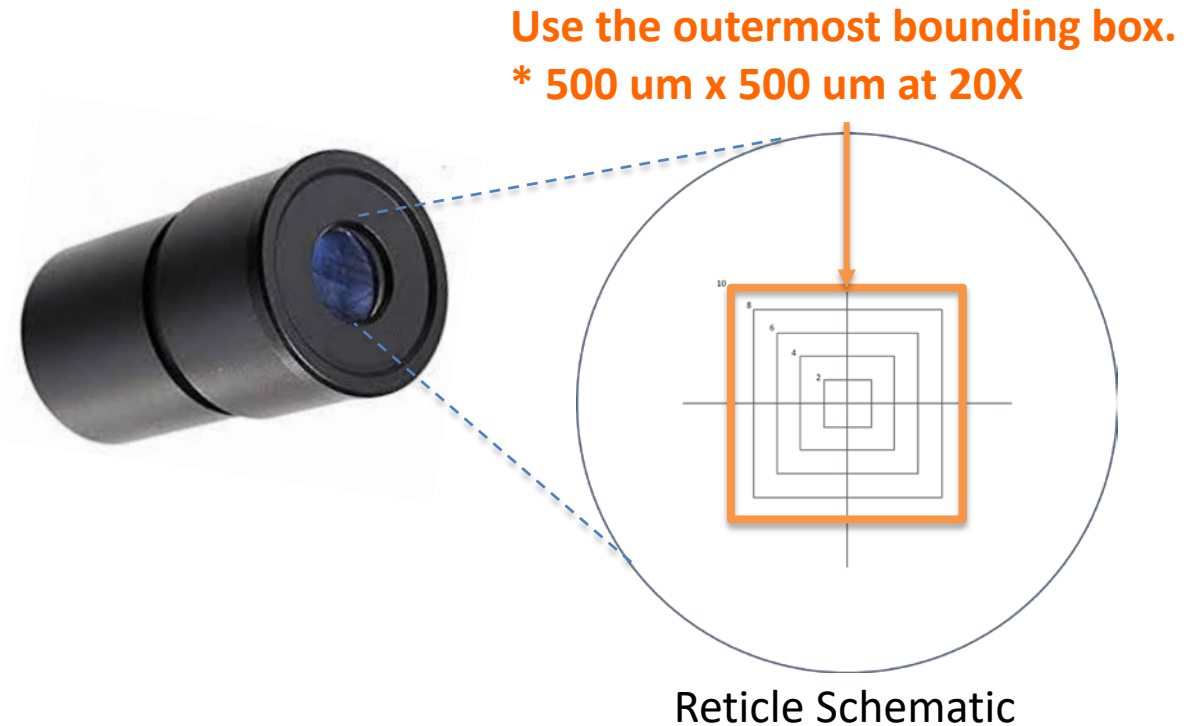 Use the outermost bounding box.
* 500 um x 500 um at 20X
10
8
6
4
2
Reticle Schematic